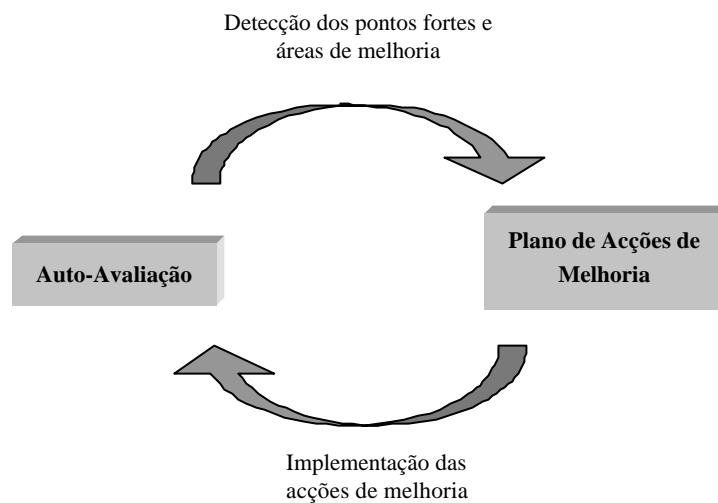 Detecção dos pontos fortes e
áreas de melhoria
Auto-Avaliação
Plano de Acções de
Melhoria
Implementação das
acções de melhoria